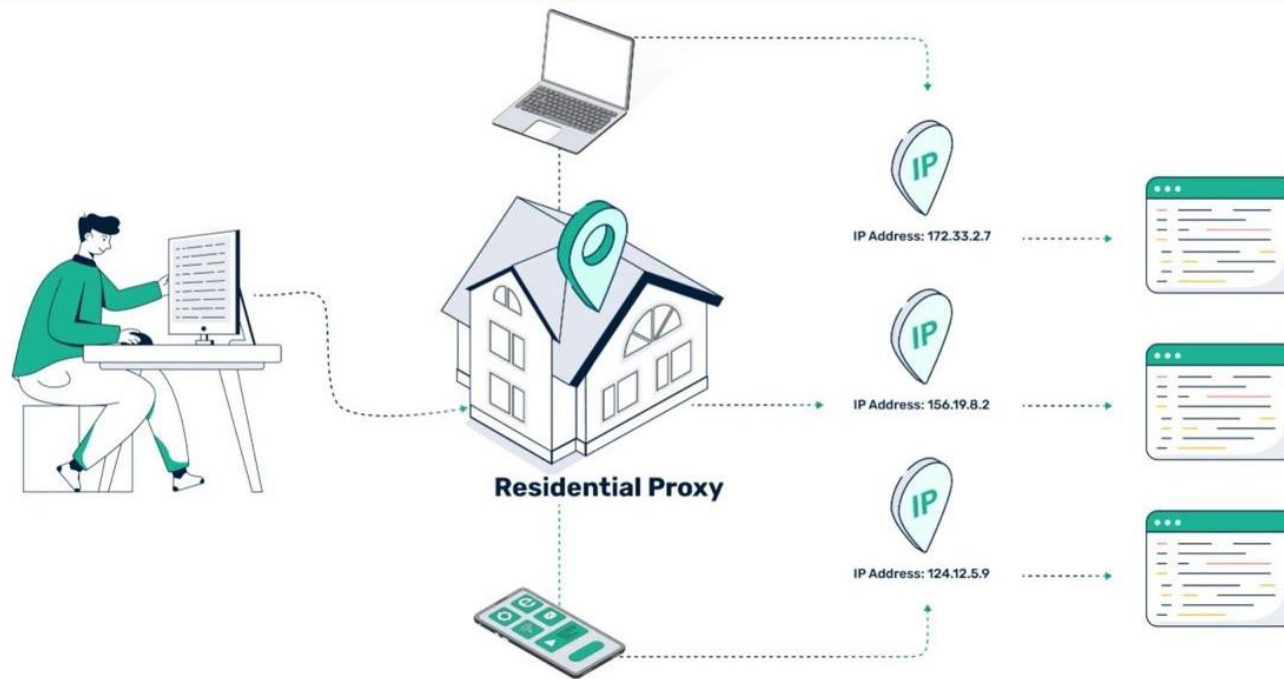 IP
IP Address: 172.33.2.7
IP
IP Address: 156.19.8.2
Residential Proxy
IP
IP Address: 124.12.5.9